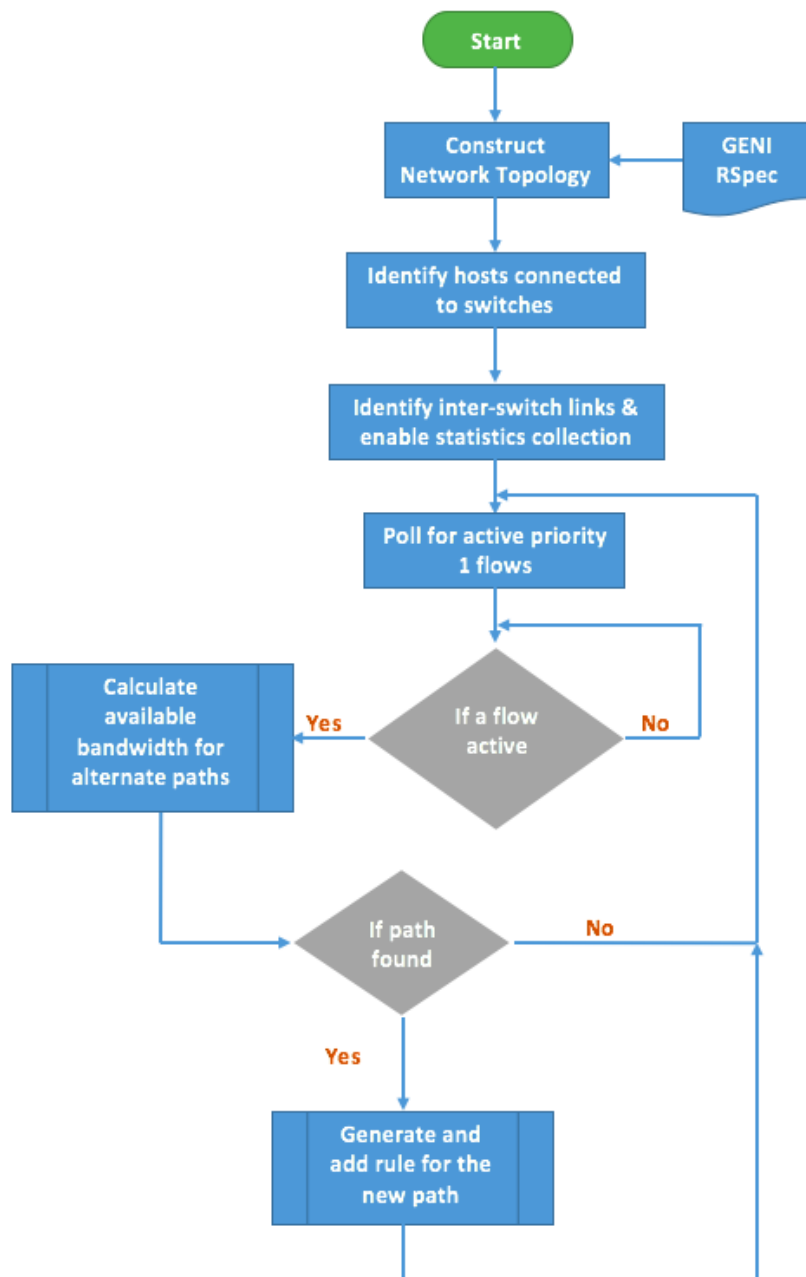 Start
Construct
Network Topology
GENI
RSpec
Identify hosts connected
to switches
Identify inter-switch links &
enable statistics collection
Poll for active priority
1 flows
Calculate
available
bandwidth for
alternate paths
Yes
If a flow
active
No
If path
found
No
Yes
Generate and
add rule for the
new path